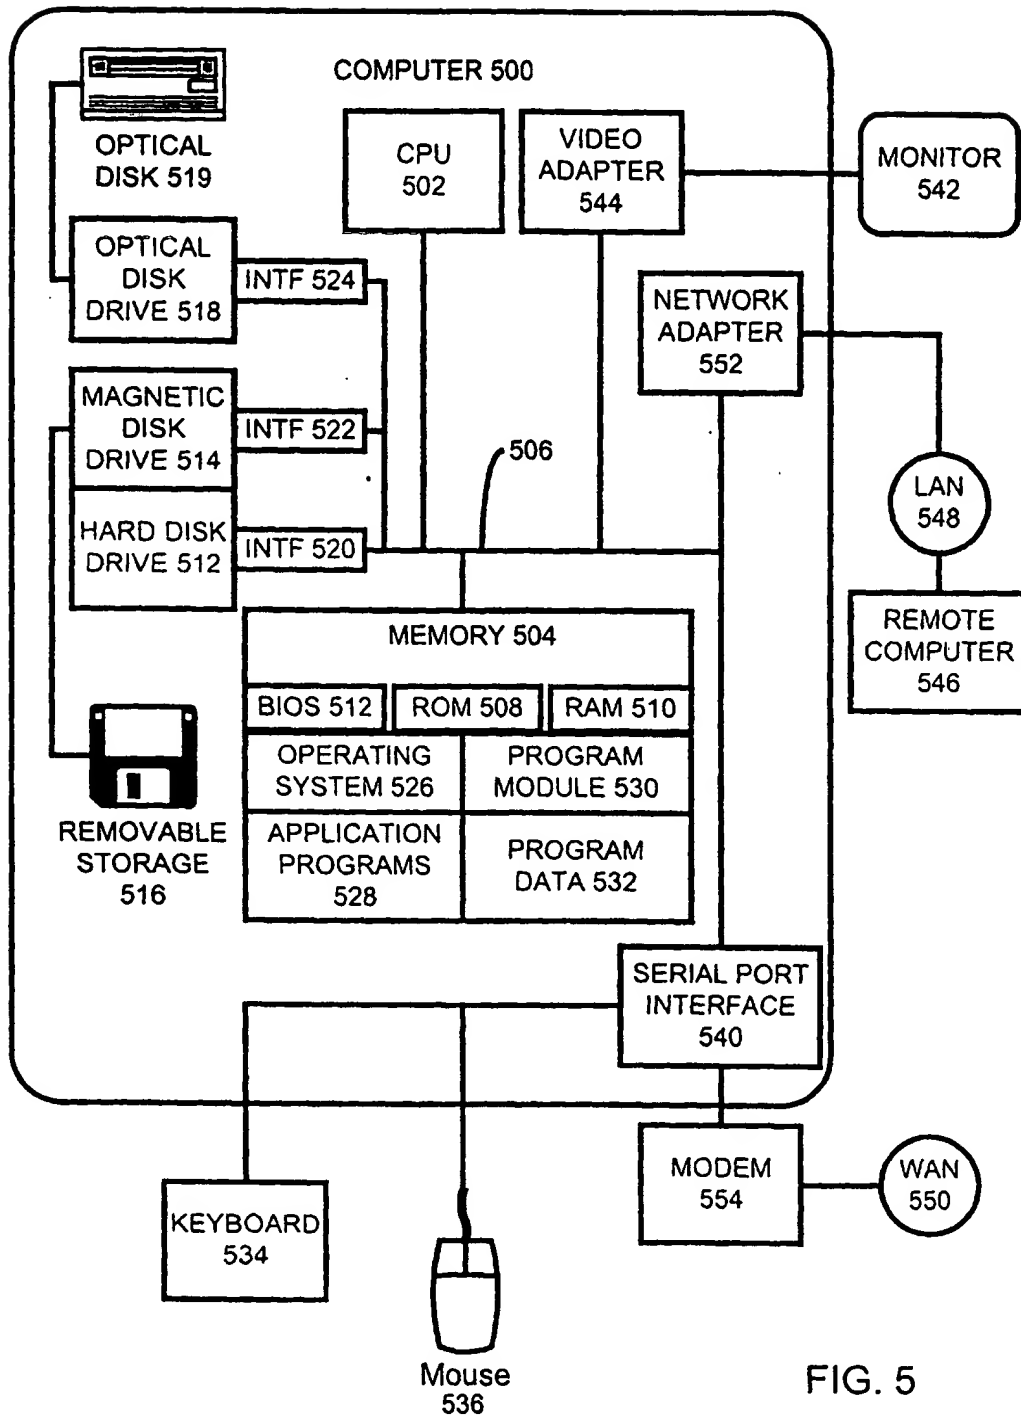 COMPUTER 500
OPTICAL
DISK 519
CPU
502
VIDEO
ADAPTER
544
MONITOR
542
OPTICAL
DISK
DRIVE 518
INTF 524
NETWORK
ADAPTER
552
MAGNETIC
DISK
DRIVE 514
INTF 522
506
LAN
548
HARD DISK
DRIVE 512
INTF 520
REMOTE
COMPUTER
546
MEMORY 504
BIOS 512
ROM 508
RAM 510
OPERATING
SYSTEM 526
PROGRAM
MODULE 530
REMOVABLE
STORAGE
516
APPLICATION
PROGRAMS
528
PROGRAM
DATA 532
SERIAL PORT
INTERFACE
540
MODEM
554
WAN
550
KEYBOARD
534
Mouse
536
FIG. 5